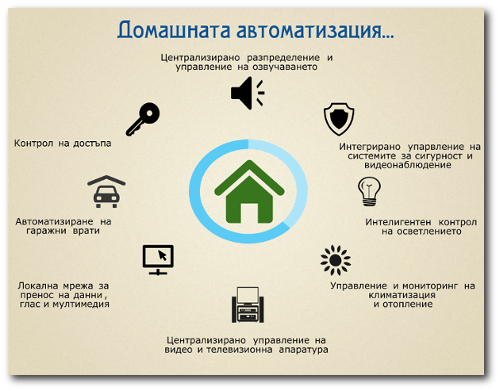 Домашната автоматизация...
Централизирано разпределение и
управление на озвучаването
Контрол на достъпа
Интегрирано упарвление на
системите за сигурност и
видеонаблюдение
Автоматизиране на
гаражни врати
Интелигентен контрол
на осветлението
Локална мрежа за
пренос на данни,
глас и мултимедия
Управление и мониторинг на
климатизация
и отопление
Централизирано управление на
видео и телевизионна апаратура